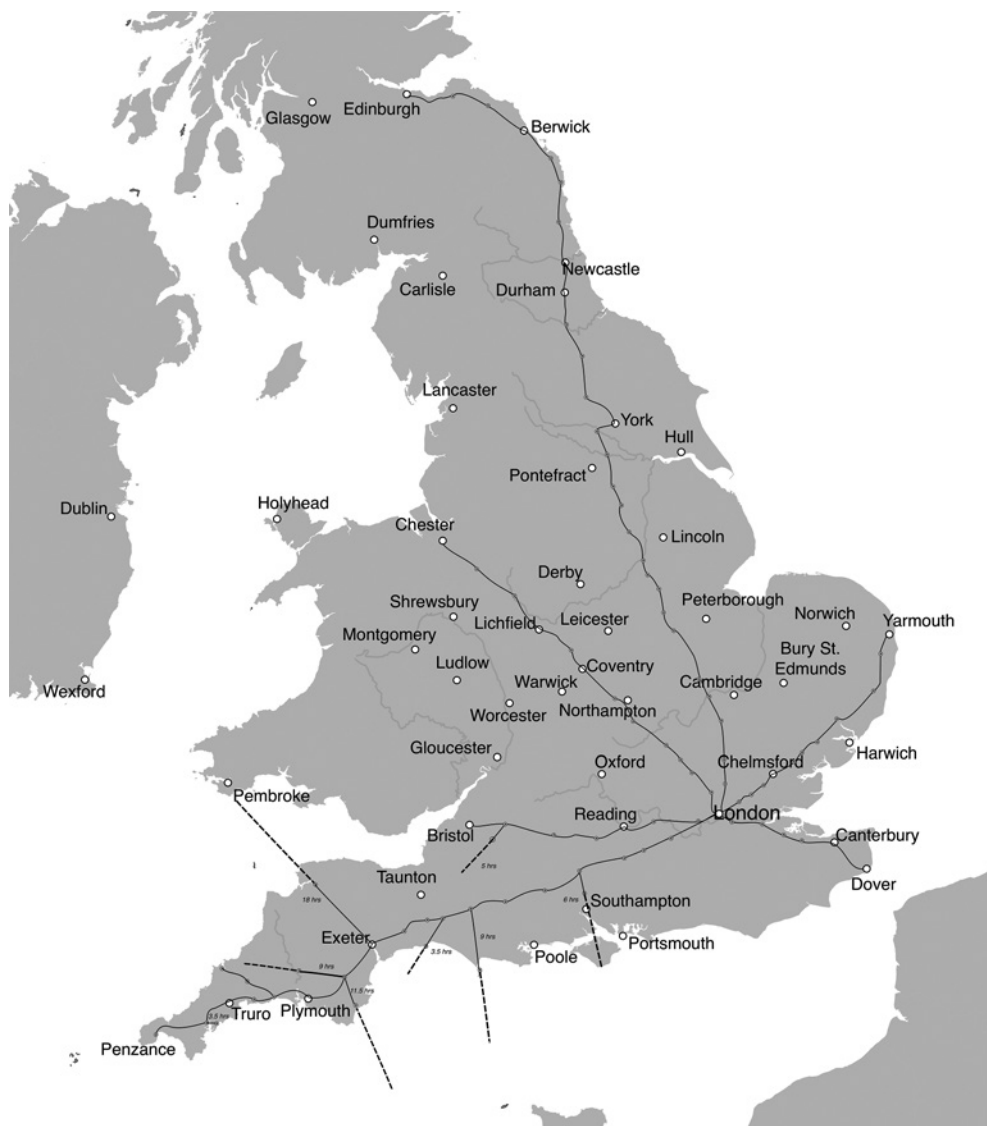 Edinburgh
Glasgow
Berwick
Dumfries
Newcastle
Carlisle
Durham
Lancaster
York
Hull
Pontefract
Holyhead
Dublin
Chester
Lincoln
Derby
Shrewsbury
Peterborough
Norwich
Lichfield
Leicester
Yarmouth
Montgomery
Bury St.
Edmunds
Ludlow
Coventry
Wexford
Warwick
Cambridge
Worcester
Northampton
Gloucester
Harwich
Oxford
Chelmsford
Pembroke
Reading
London
Bristol
Canterbury
5 hrs
Taunton
Dover
18 hrs
6 hrs
Southampton
Exeter
9 hrs
Portsmouth
3.5 hrs
Poole
9 hrs
11.5 hrs
Truro
Plymouth
3.5 hrs
Penzance